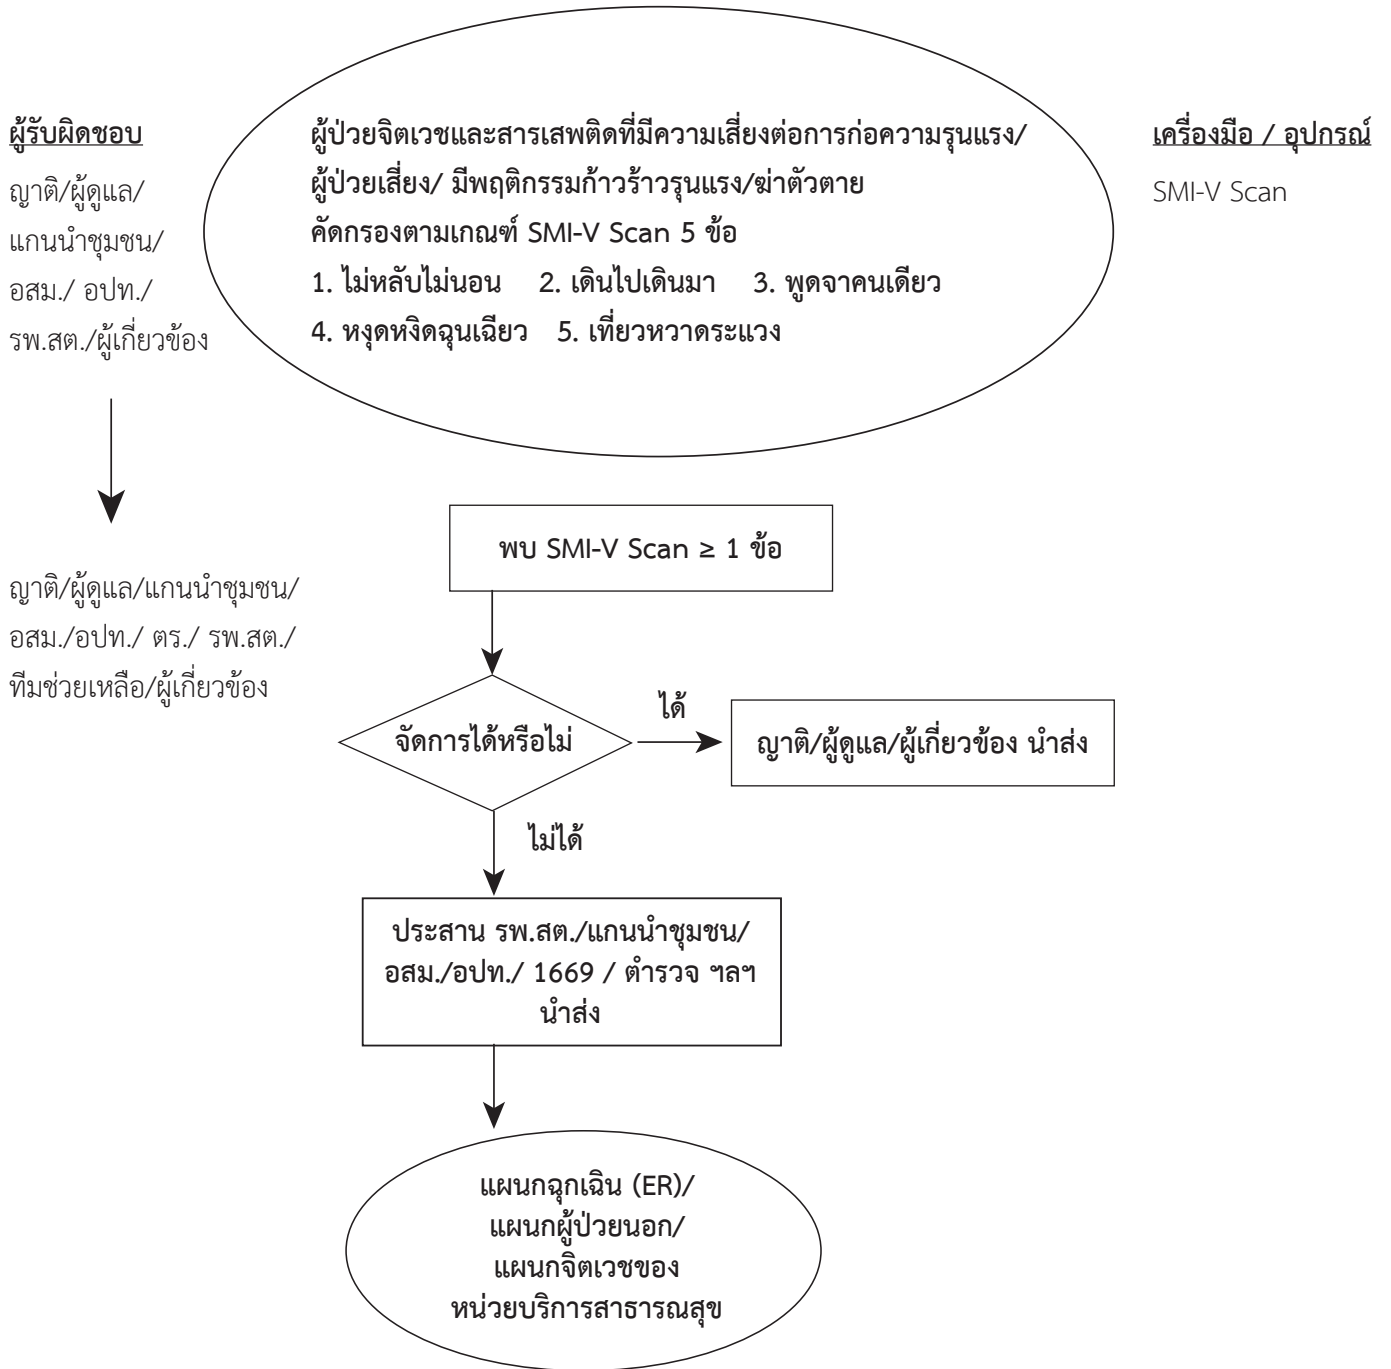 ผู้รับผิดชอบ
ญาติ/ผู้ดูแล/
แกนนำชุมชน/
อสม./ อปท./
รพ.สต./ผู้เกี่ยวข้อง
ผู้ป่วยจิตเวชและสารเสพติดที่มีความเสี่ยงต่อการก่อความรุนแรง/
ผู้ป่วยเสี่ยง/ มีพฤติกรรมก้าวร้าวรุนแรง/ฆ่าตัวตาย
คัดกรองตามเกณฑ์ SMI-V Scan 5 ข้อ
1. ไม่หลับไม่นอน 2. เดินไปเดินมา 3. พูดจาคนเดียว
4. หงุดหงิดฉุนเฉียว 5. เที่ยวหวาดระแวง
เครื่องมือ / อุปกรณ์
SMI-V Scan
พบ SMI-V Scan ≥ 1 ข้อ
ญาติ/ผู้ดูแล/แกนนำชุมชน/
อสม./อปท./ ตร./ รพ.สต./
ทีมช่วยเหลือ/ผู้เกี่ยวข้อง
จัดการได้หรือไม่
ได้
ญาติ/ผู้ดูแล/ผู้เกี่ยวข้อง นำส่ง
ไม่ได้
ประสาน รพ.สต./แกนนำชุมชน/
อสม./อปท./ 1669 / ตำรวจ ฯลฯ
นำส่ง
แผนกฉุกเฉิน (ER)/
แผนกผู้ป่วยนอก/
แผนกจิตเวชของ
หน่วยบริการสาธารณสุข